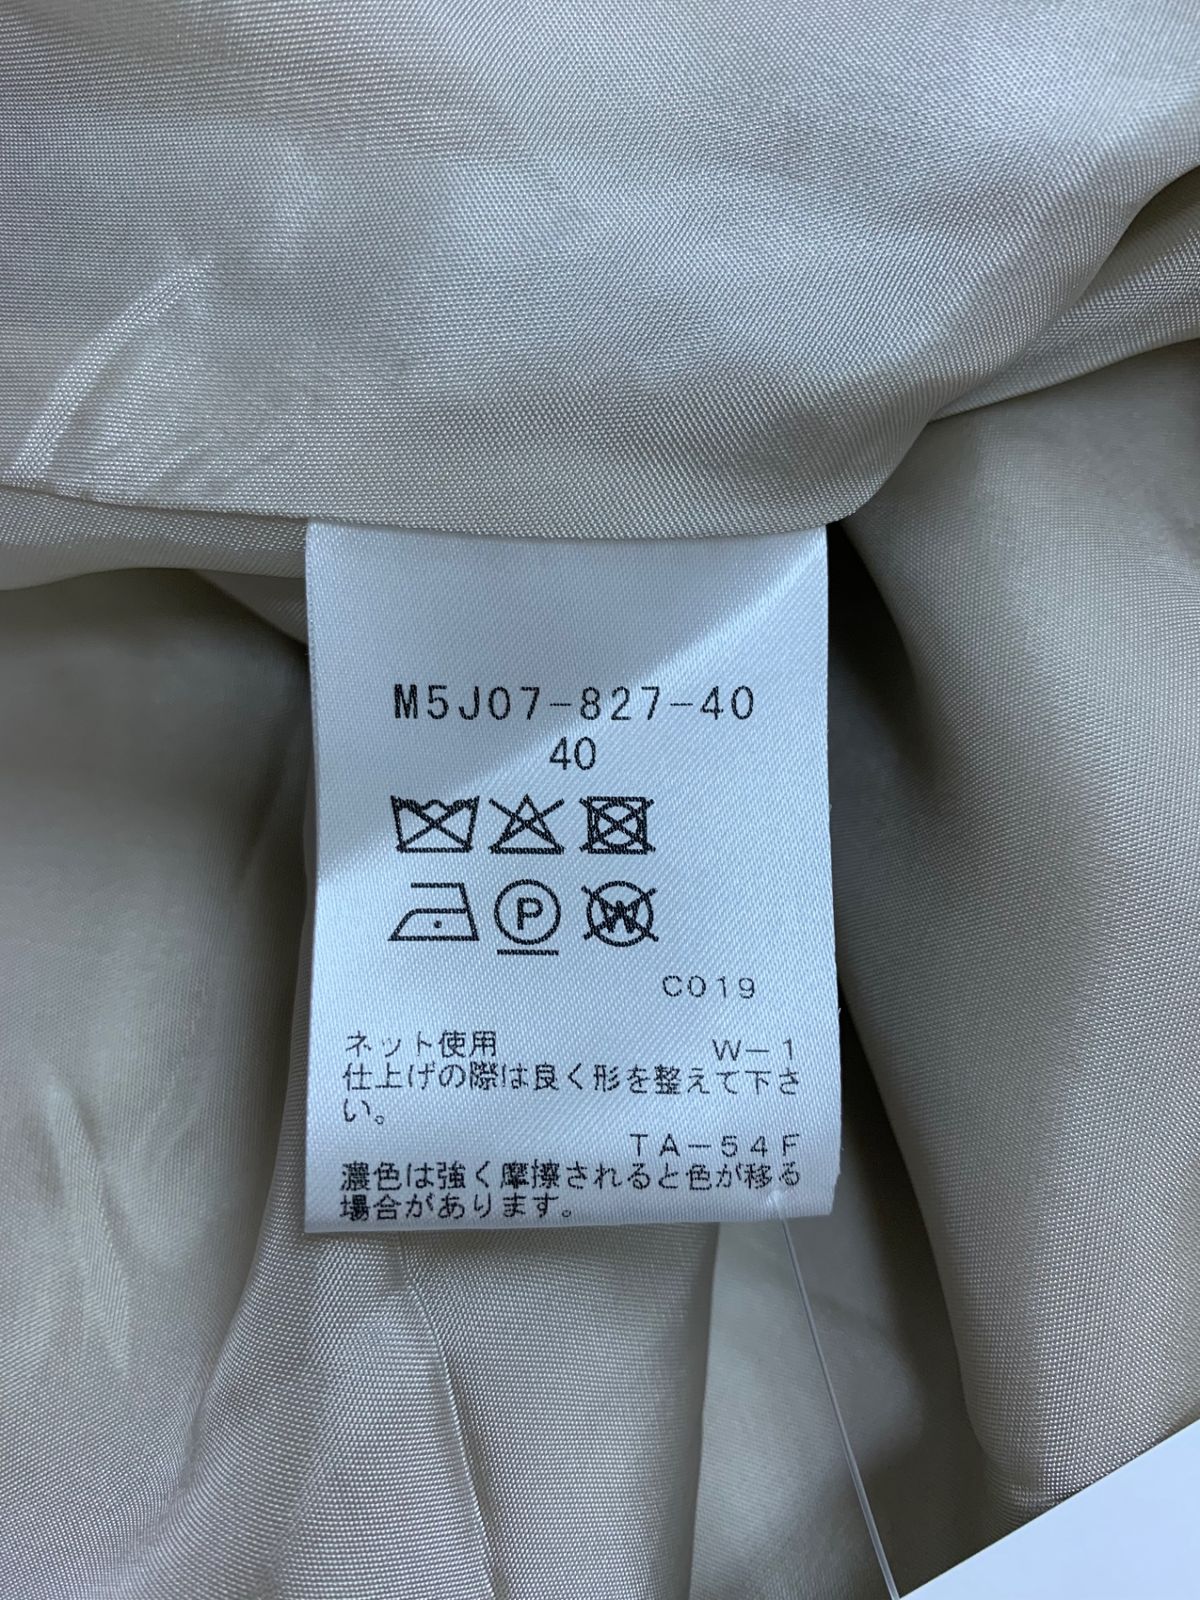 M5J07-827-40
40
P
W
C019
ネット使用 W-1
仕上げの際は良く形を整えて下さ
い。
TA-54F
濃色は強く摩擦されると色が移る
場合があります。